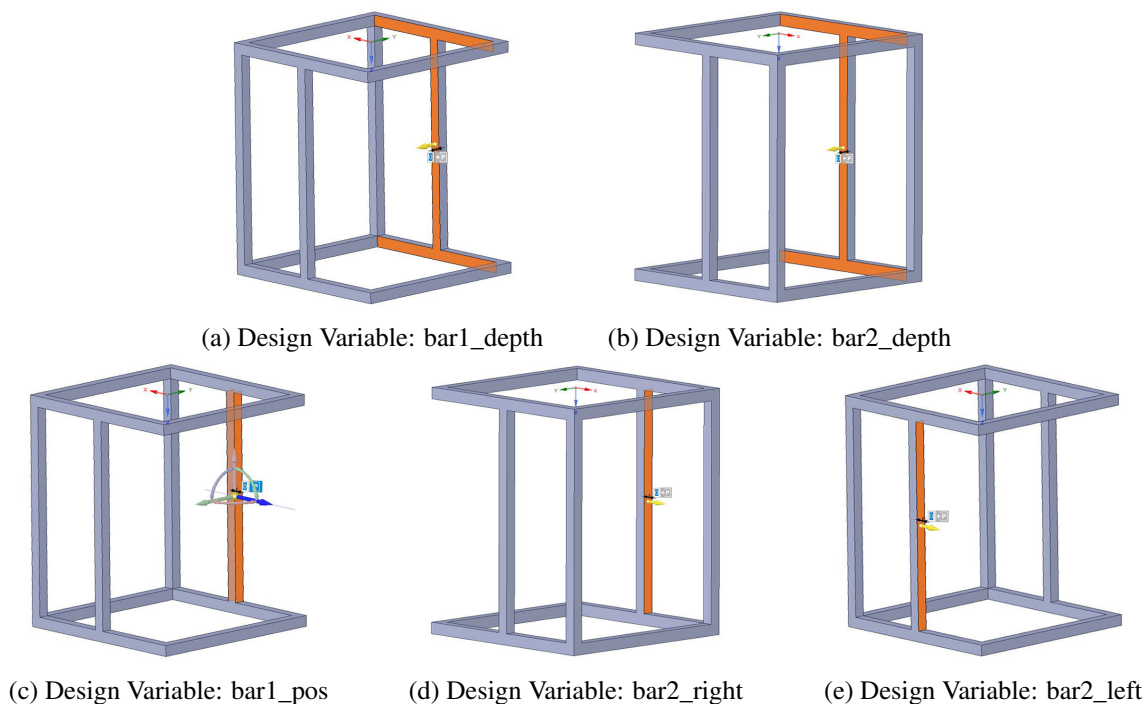 (a) Design Variable: bar1_depth
(b) Design Variable: bar2_depth
(c) Design Variable: bar1_pos
(d) Design Variable: bar2_right
(e) Design Variable: bar2_left